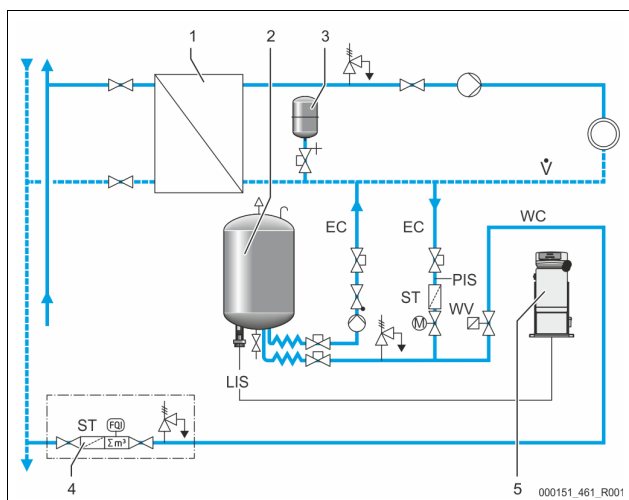 1
2
3
V̇
EC
EC
WC
PIS
ST
WV
M
5
LIS
ST
FQI
Σ m³
4
000151_461_R001